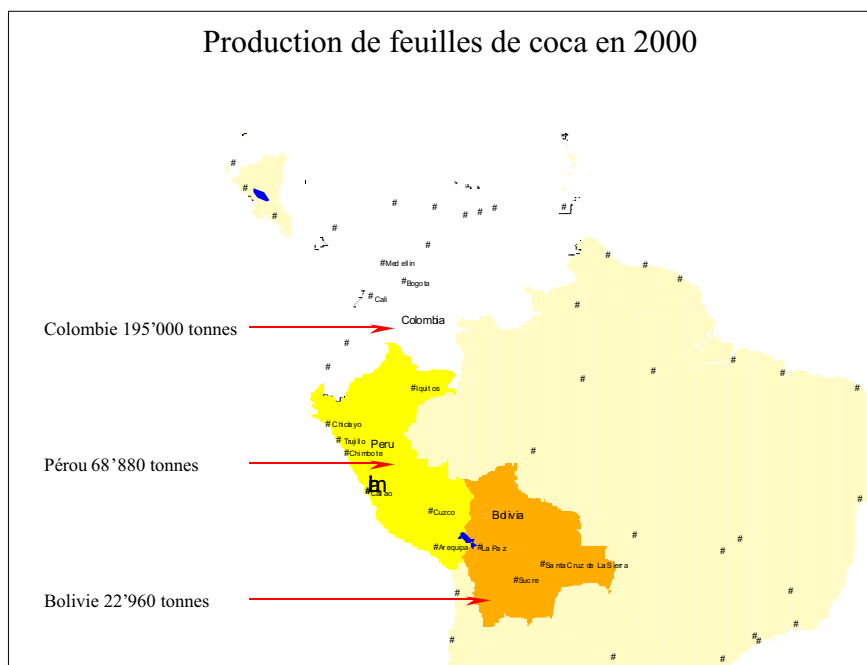 Production de feuilles de coca en 2000
#Medellin
#Bogota
#Cali
Colombia
Colombie 195’000 tonnes
#Iquitos
#Chiclayo
#Trujillo
Peru
#Chimbote
Pérou 68’880 tonnes
#Callao
#Cuzco
Bolivia
#Arequipa
#La Paz
#Santa Cruz de La Sierra
#Sucre
Bolivie 22’960 tonnes